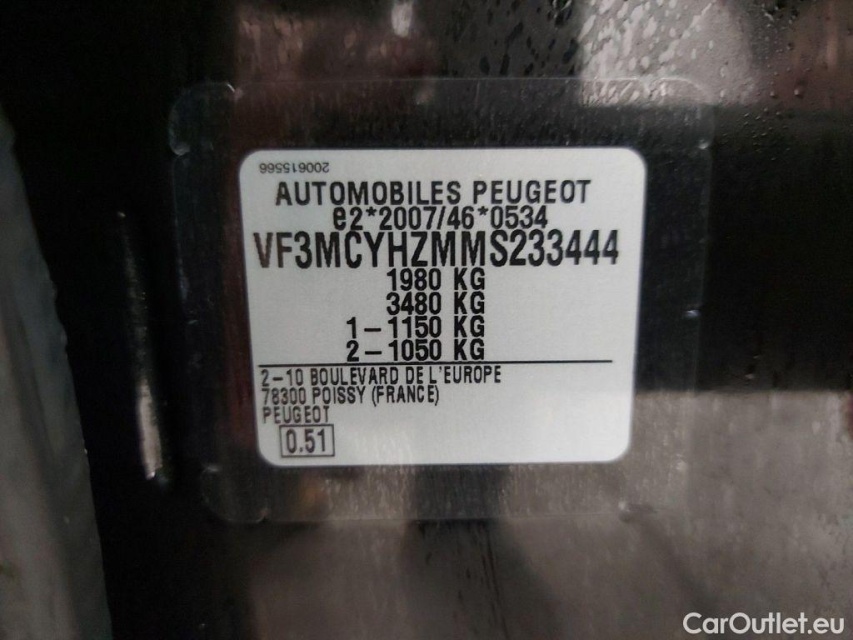 200615566
AUTOMOBILES PEUGEOT
e2*2007/46*0534
VF3MCYHZMMS233444
1980 KG
3480 KG
1-1150 KG
2-1050 KG
2-10 BOULEVARD DE L'EUROPE
78300 POISSY (FRANCE)
PEUGEOT
0.51
CarOutlet.eu